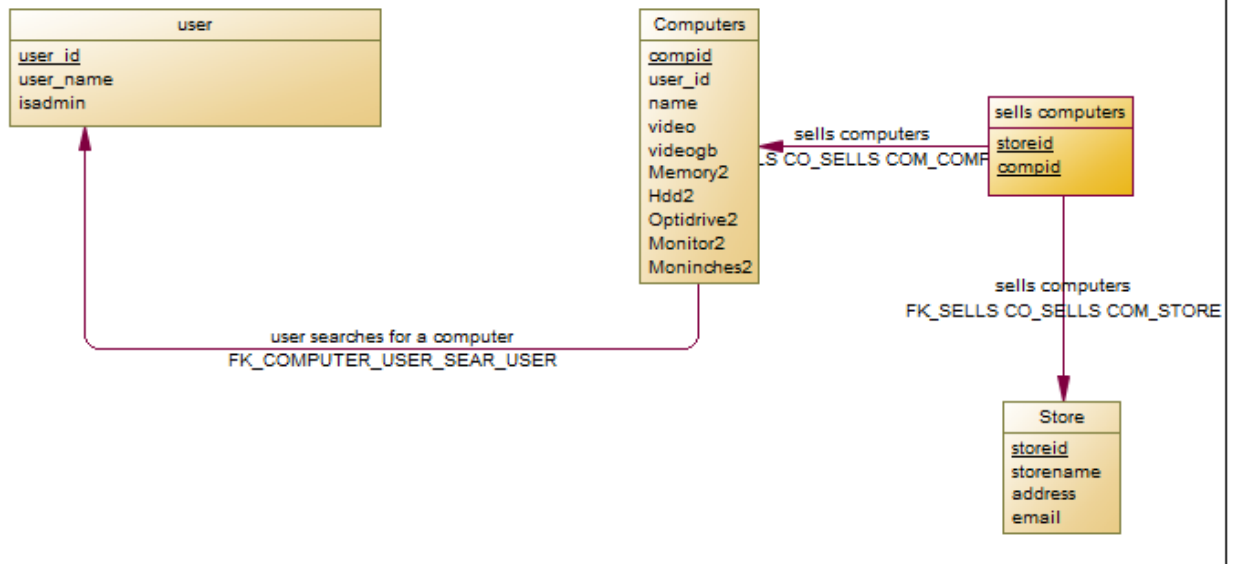 user
user_id
user_name
isadmin
Computers
compid
user_id
name
video
videogb
Memory2
Hdd2
Optidrive2
Monitor2
Moninches2
sells computers
storeid
compid
sells computers
CO_SELLS
sells computers
FK_SELLS CO_SELLS COM_STORE
user searches for a computer
FK_COMPUTER_USER_SEAR_USER
Store
storeid
storename
address
email